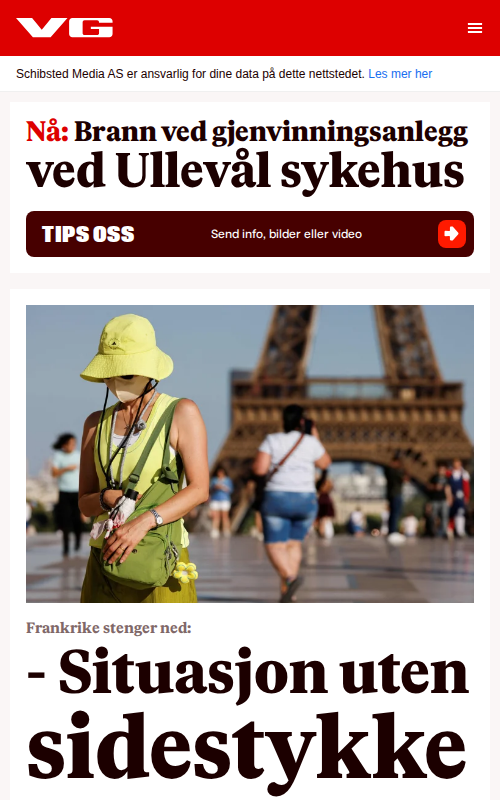 VG
Schibsted Media AS er ansvarlig for dine data på dette nettstedet. Les mer her
Nå: Brann ved gjenvinningsanlegg
ved Ullevål sykehus
TIPS OSS
Send info, bilder eller video
Frankrike stenger ned:
- Situasjon uten
sidestykke